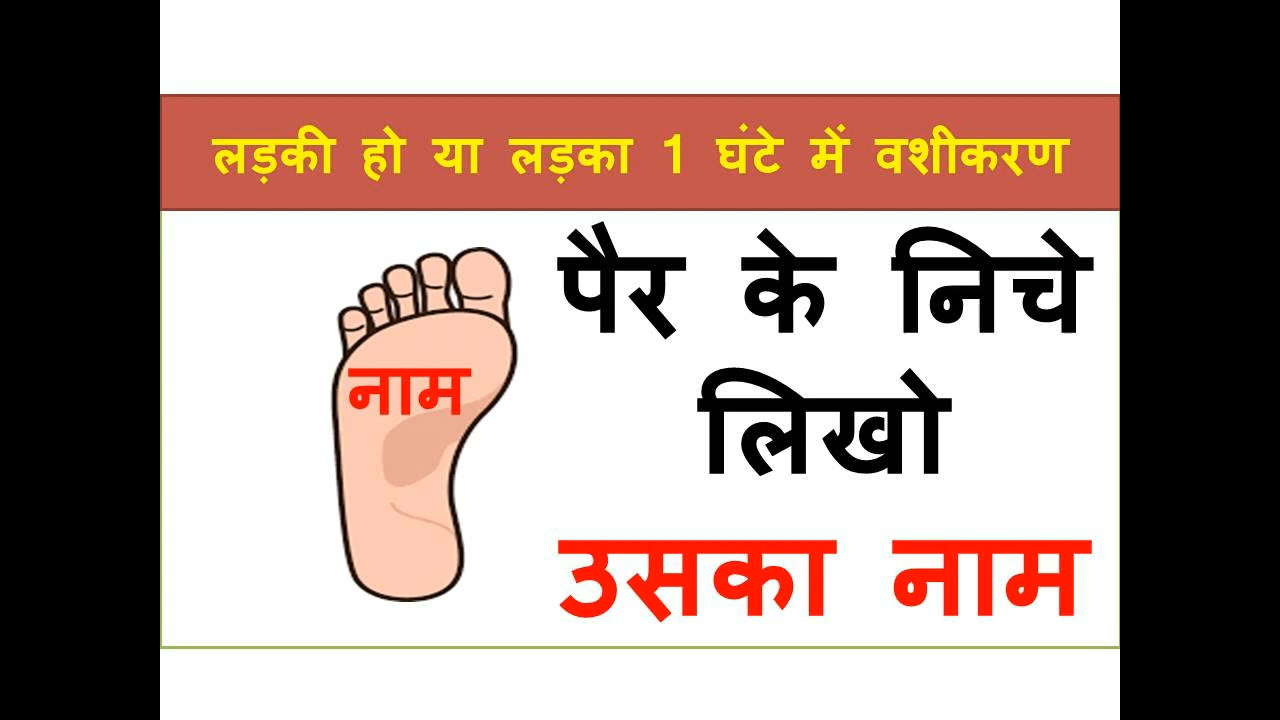 लड़की हो या लड़का 1 घंटे में वशीकरण
पैर के निचे
लिखो
नाम
उसका नाम